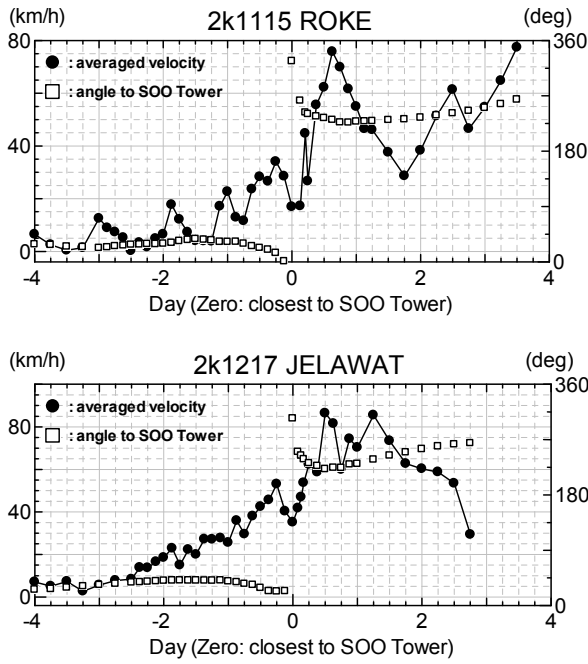 (km/h) 2k1115 ROKE (deg)
80 360
● : averaged velocity
□ : angle to SOO Tower
40 180
0 0
-4 -2 0 2 4
Day (Zero: closest to SOO Tower)
(km/h) 2k1217 JELAWAT (deg)
360
● : averaged velocity
80
□ : angle to SOO Tower
180
40
0 0
-4 -2 0 2 4
Day (Zero: closest to SOO Tower)